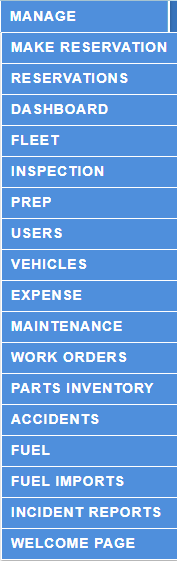 MANAGE
MAKE RESERVATION
RESERVATIONS
DASHBOARD
FLEET
INSPECTION
PREP
USERS
VEHICLES
EXPENSE
MAINTENANCE
WORK ORDERS
PARTS INVENTORY
ACCIDENTS
FUEL
FUEL IMPORTS
INCIDENT REPORTS
WELCOME PAGE